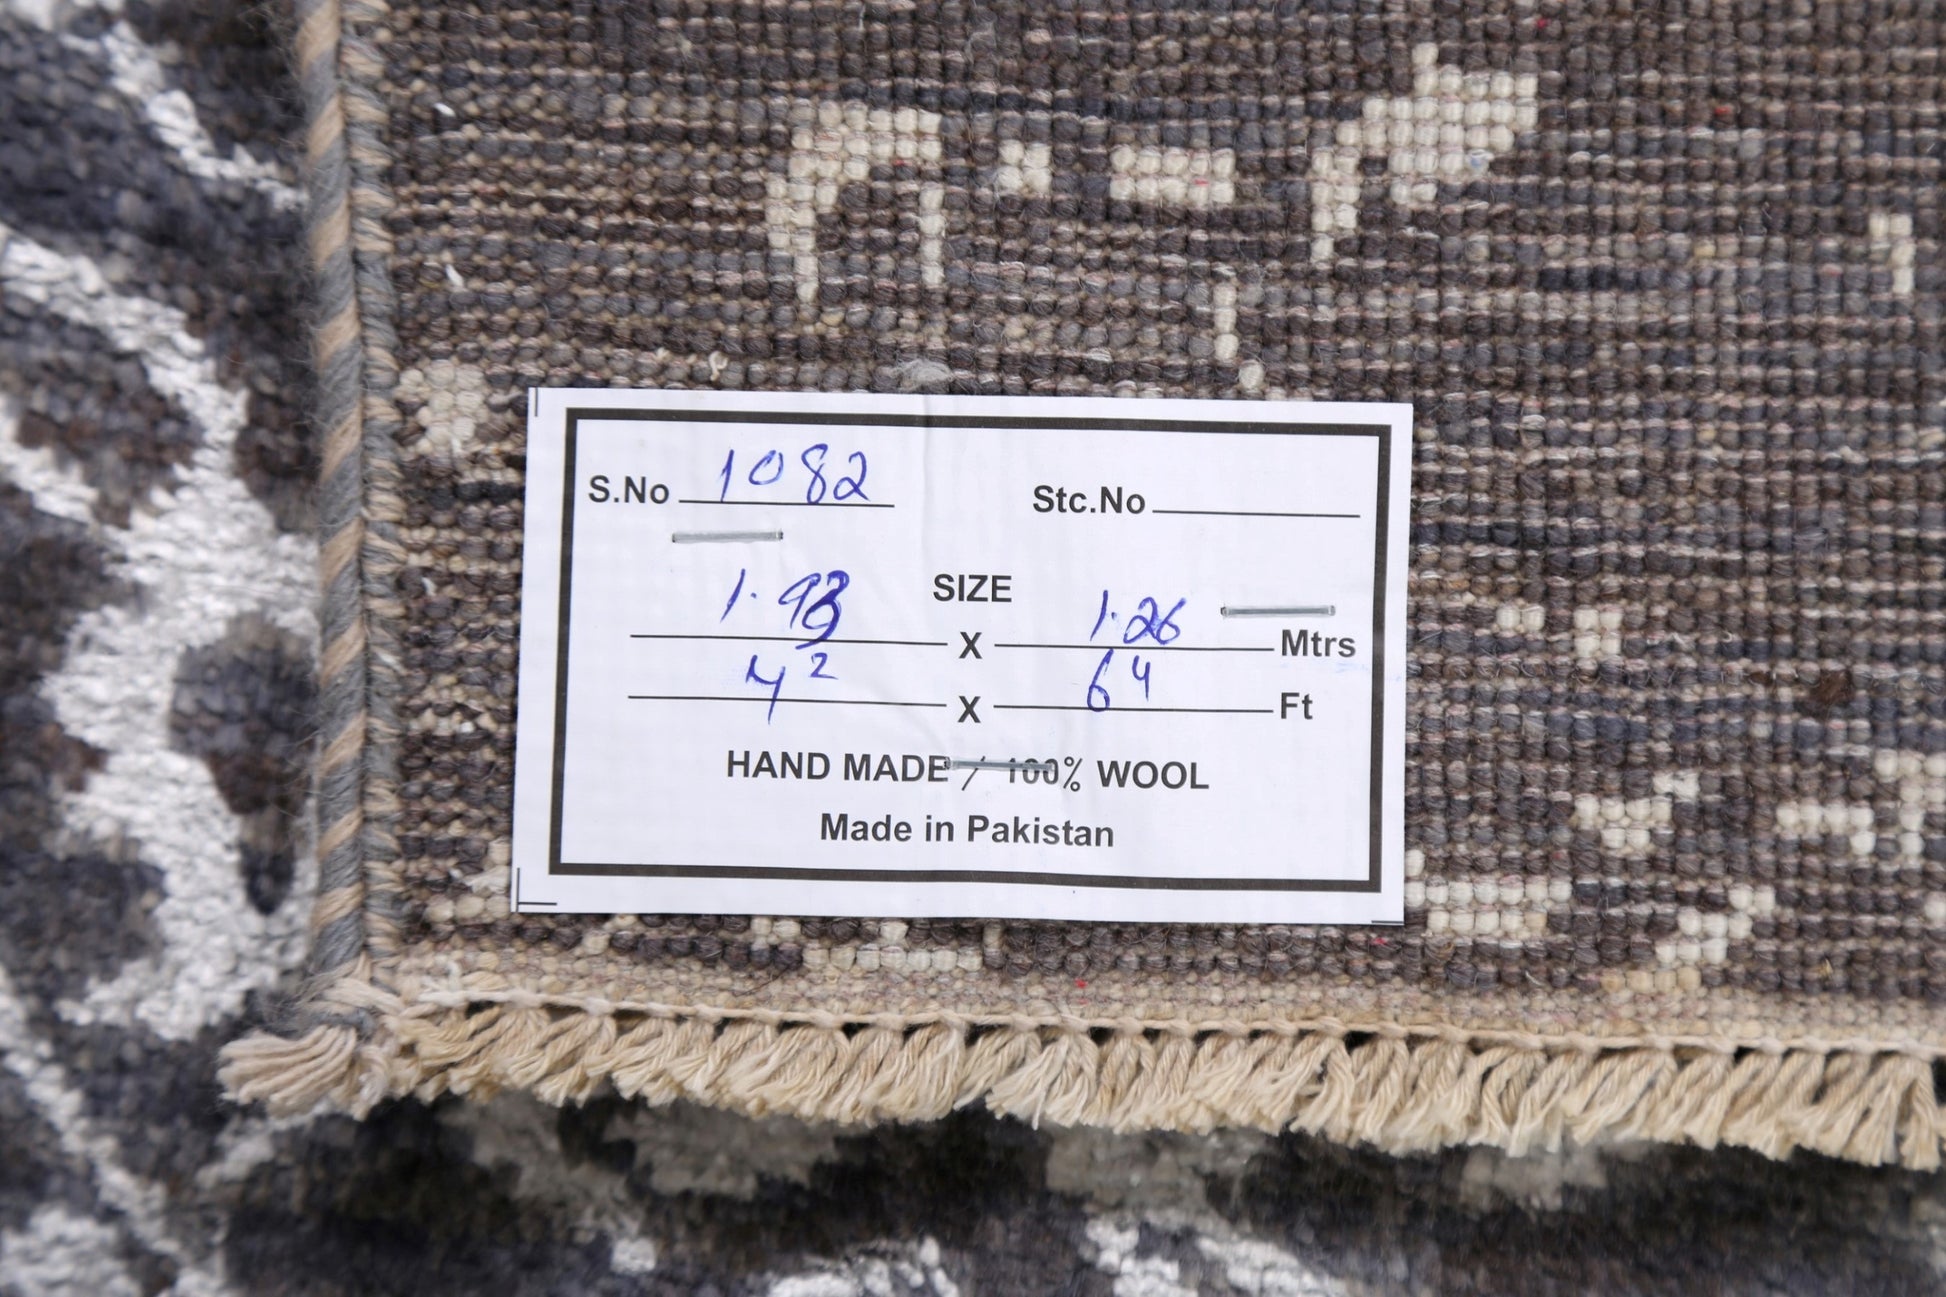 S.No 1082 Stc.No
SIZE
1.93 X 1.26 Mtrs
4 2 X 6 4 Ft
HAND MADE / 100% WOOL
Made in Pakistan